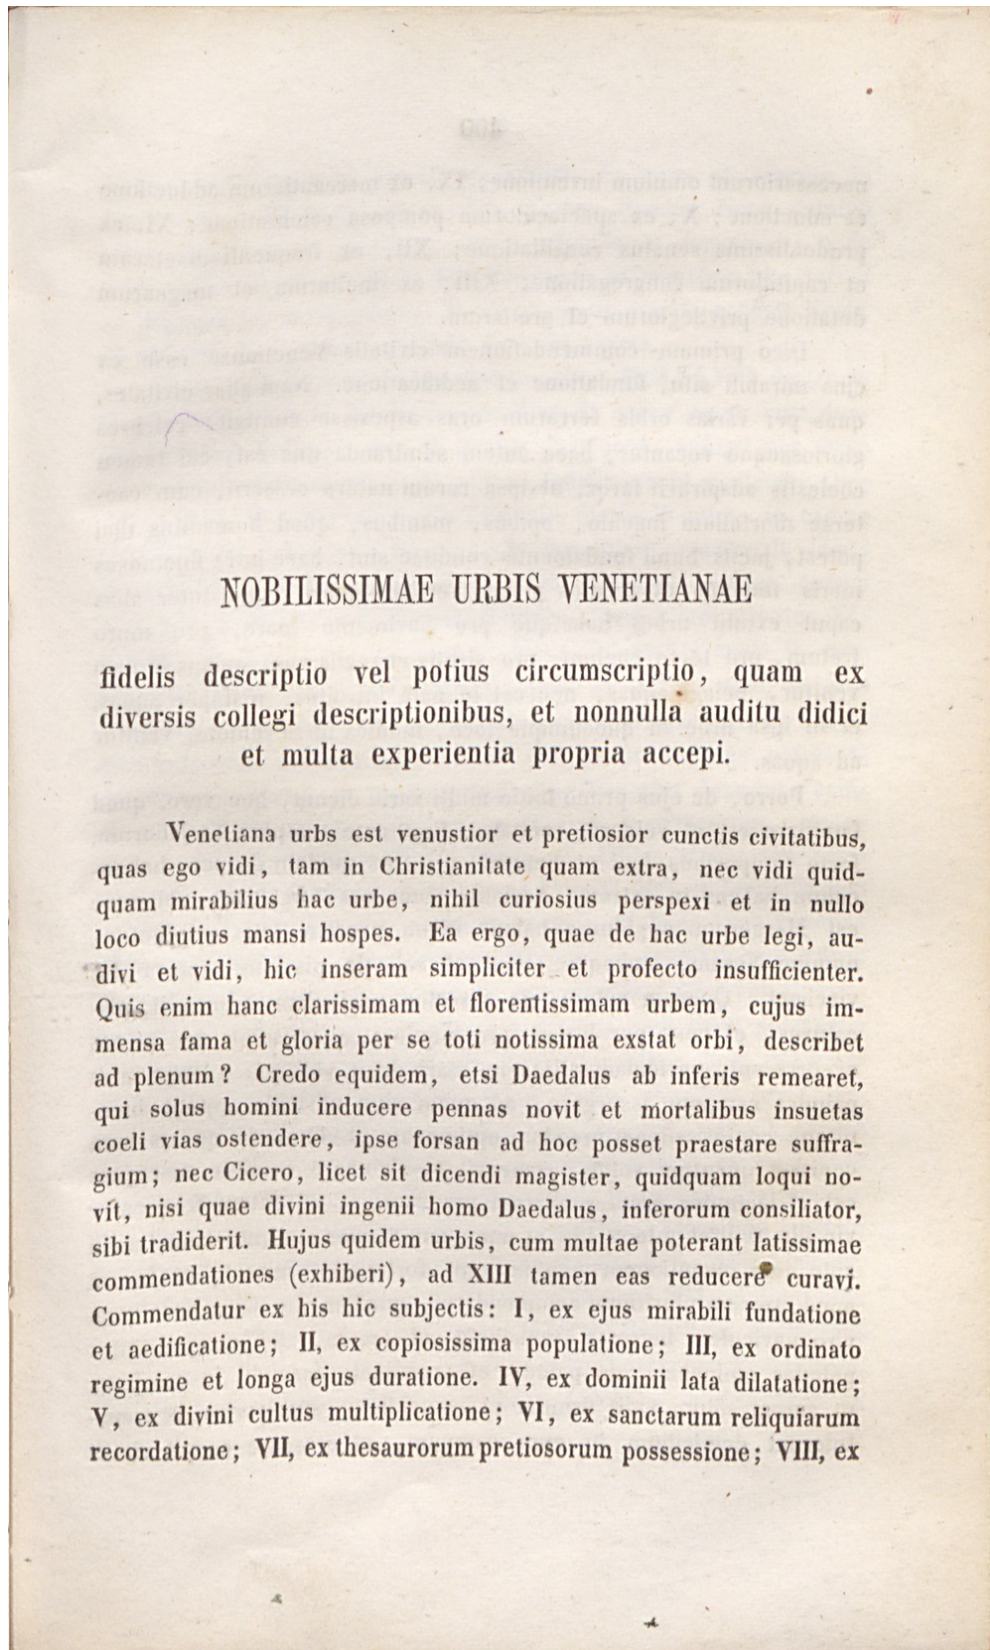 NOBILISSIMAE URBIS VENETIANAE
fidelis descriptio vel potius circumscriptio, quam ex
diversis collegi descriptionibus, et nonnulla auditu didici
et multa experientia propria accepi.
Venetiana urbs est venustior et pretiosior cunctis civitatibus,
quas ego vidi, tam in Christianitate quam extra, nec vidi quid-
quam mirabilius hac urbe, nihil curiosius perspexi et in nullo
loco diutius mansi hospes. Ea ergo, quae de hac urbe legi, au-
divi et vidi, hic inseram simpliciter et profecto insufficienter.
Quis enim hanc clarissimam et florentissimam urbem, cujus im-
mensa fama et gloria per se toti notissima exstat orbi, describet
ad plenum? Credo equidem, etsi Daedalus ab inferis remearet,
qui solus homini inducere pennas novit et mortalibus insuetas
coeli vias ostendere, ipse forsan ad hoc posset praestare suffra-
gium; nec Cicero, licet sit dicendi magister, quidquam loqui no-
vit, nisi quae divini ingenii homo Daedalus, inferorum consiliator,
sibi tradiderit. Hujus quidem urbis, cum multae poterant latissimae
commendationes (exhiberi), ad XIII tamen eas reducere curavi.
Commendatur ex his hic subjectis: I, ex ejus mirabili fundatione
et aedificatione; II, ex copiosissima populatione; III, ex ordinato
regimine et longa ejus duratione. IV, ex dominii lata dilatatione;
V, ex divini cultus multiplicatione; VI, ex sanctarum reliquiarum
recordatione; VII, ex thesaurorum pretiosorum possessione; VIII, ex